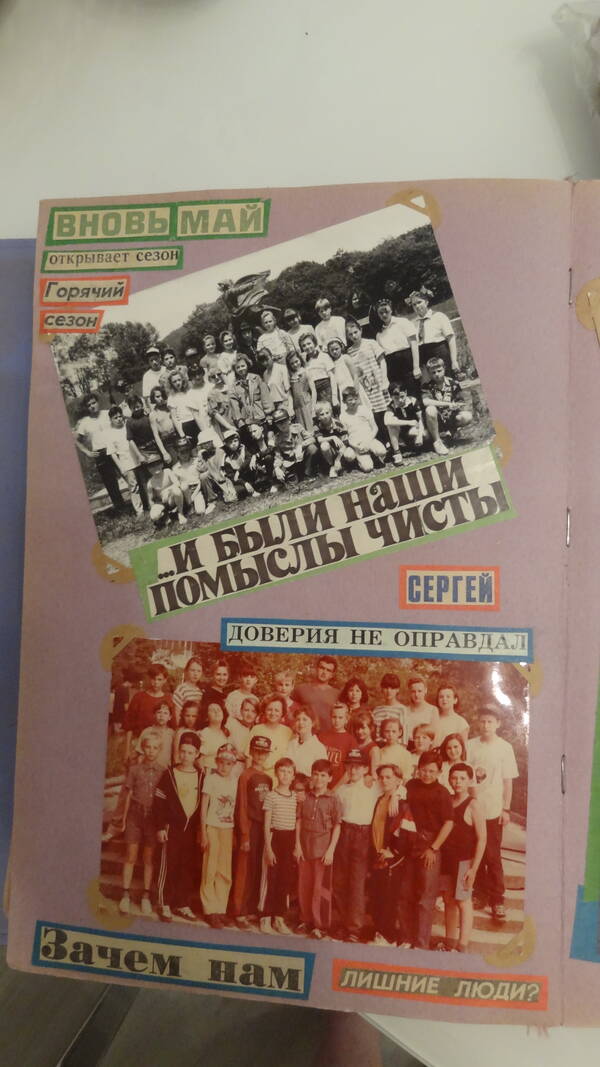 ВНОВЬ МАЙ
открывает сезон
Горячий
сезон
...И БЫЛИ НАШИ
ПОМЫСЛЫ ЧИСТЫ
СЕРГЕЙ
ДОВЕРИЯ НЕ ОПРАВДАЛ
Зачем нам
ЛИШНИЕ ЛЮДИ?